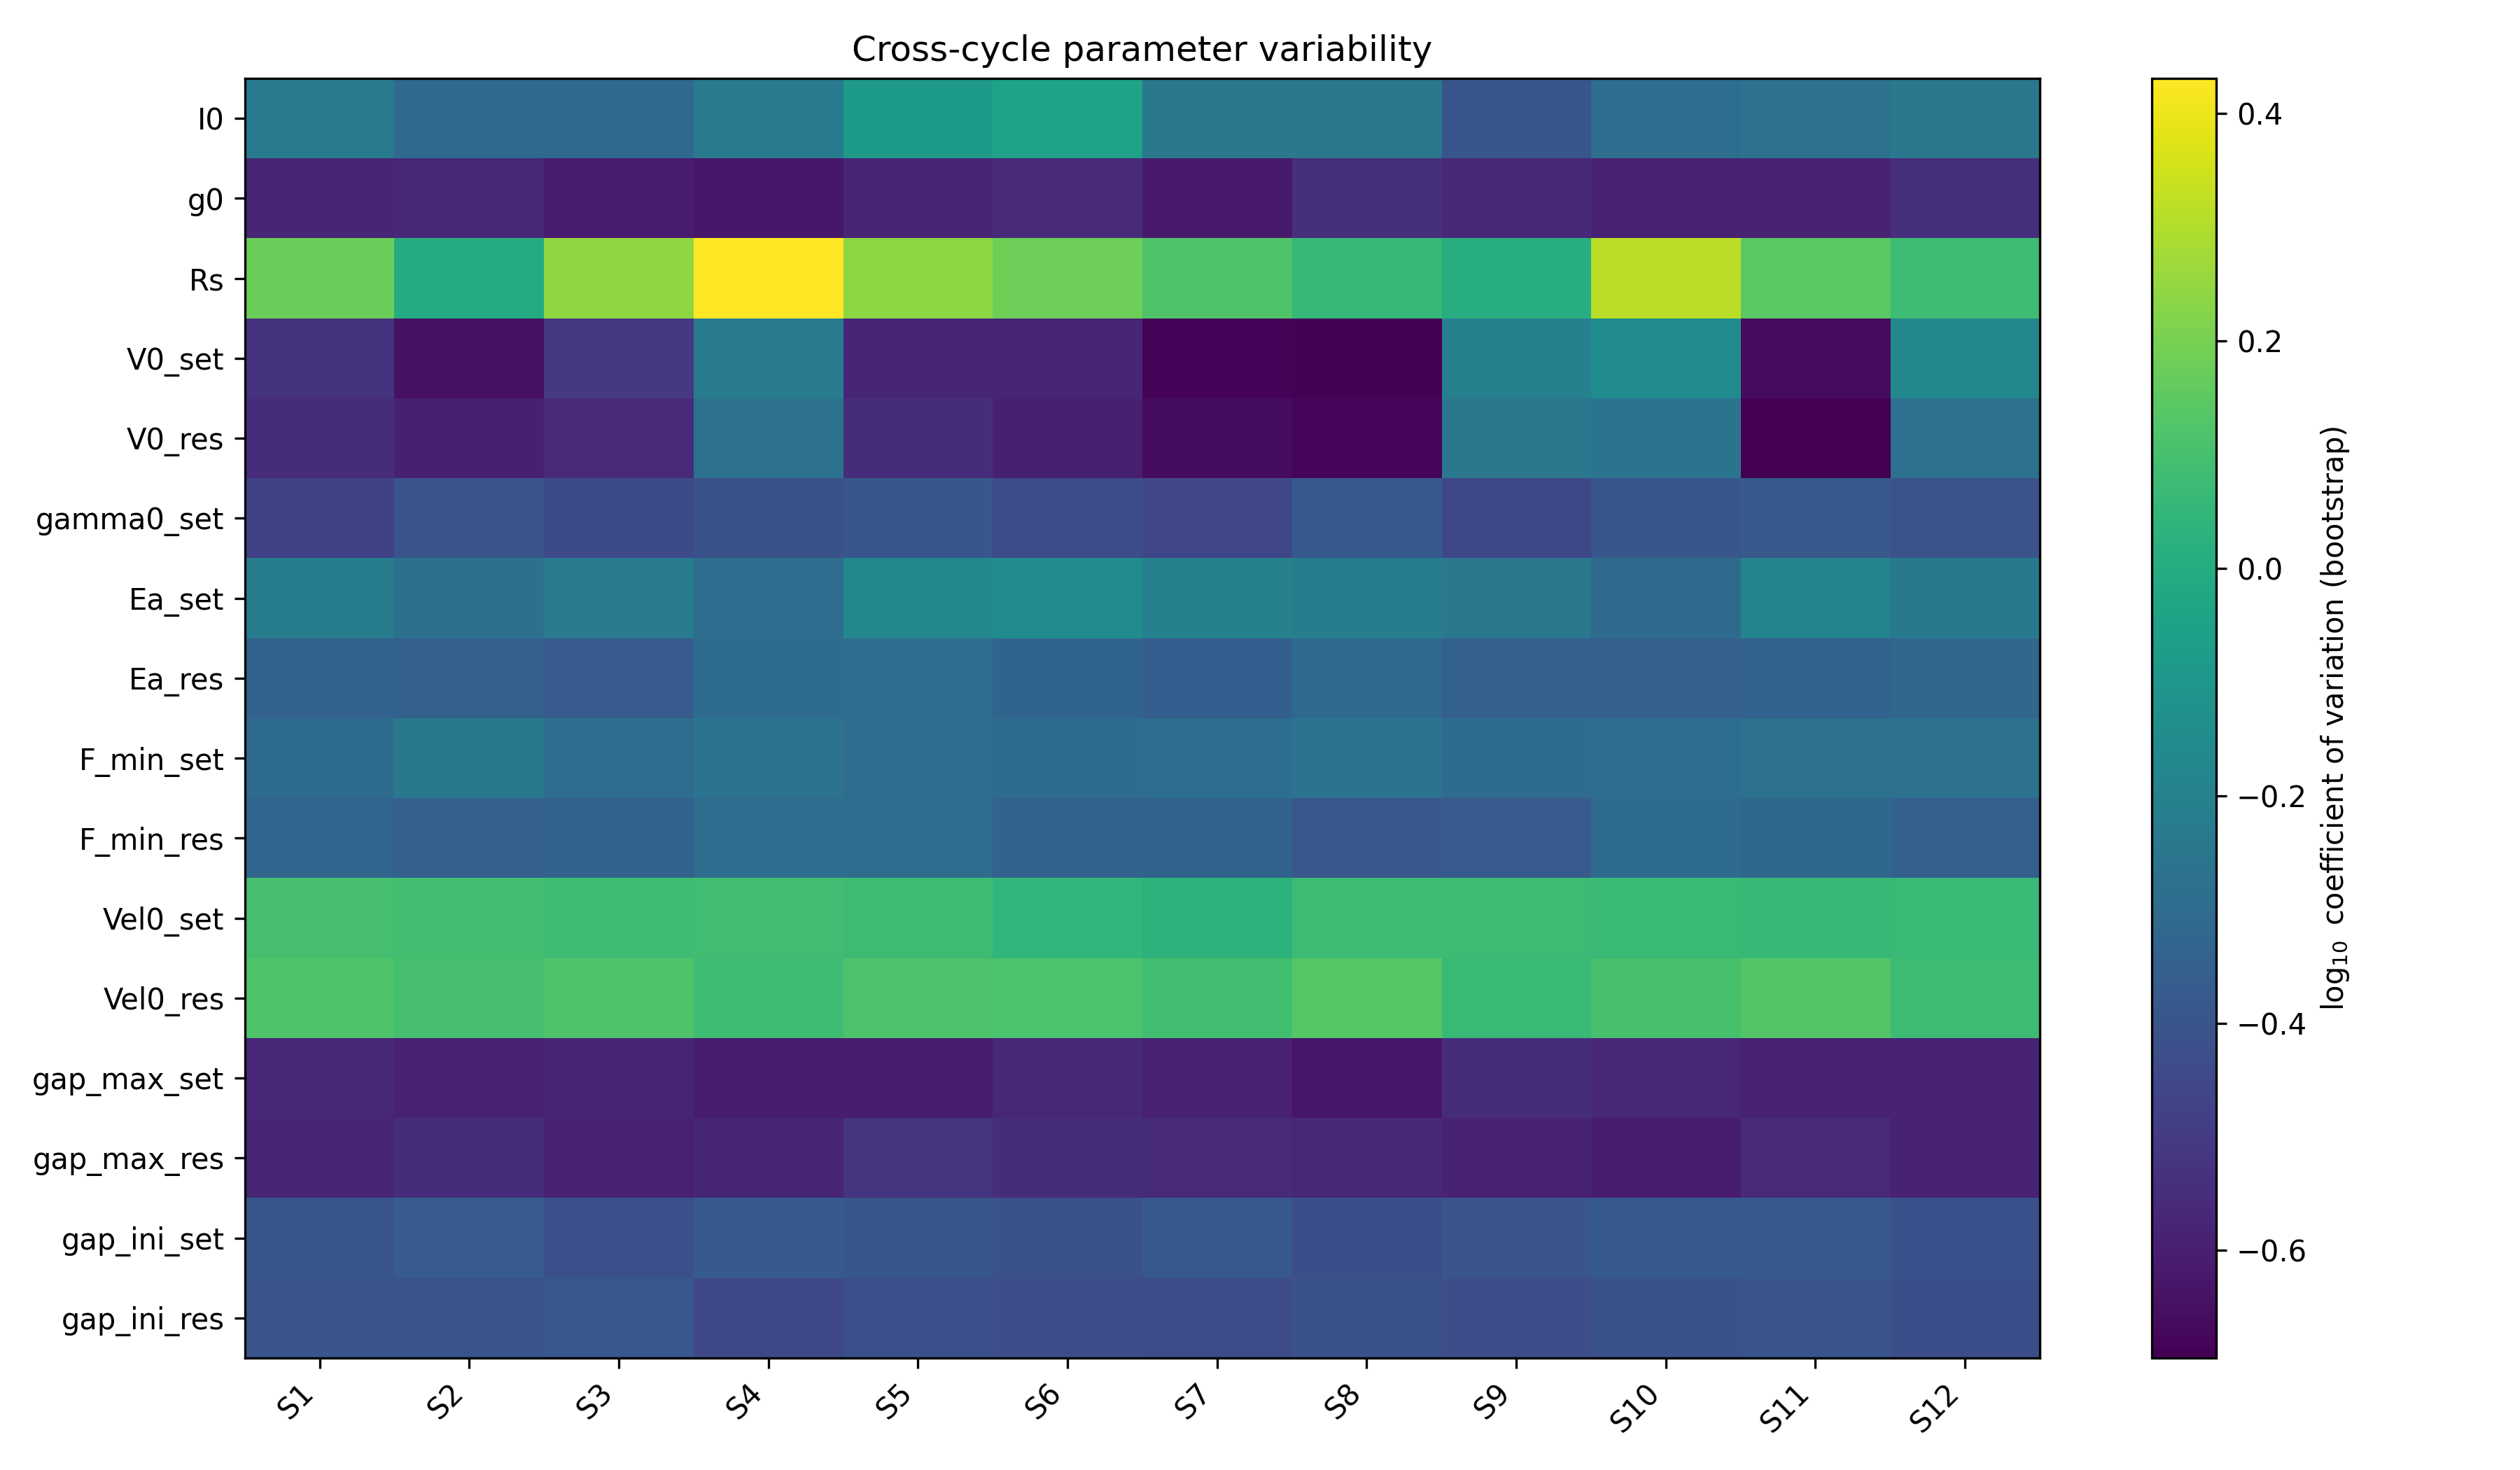 Cross-cycle parameter variability
I0
g0
Rs
V0_set
V0_res
gamma0_set
Ea_set
Ea_res
F_min_set
F_min_res
Vel0_set
Vel0_res
gap_max_set
gap_max_res
gap_ini_set
gap_ini_res
S1 S2 S3 S4 S5 S6 S7 S8 S9 S10 S11 S12
0.4
0.2
0.0
−0.2
−0.4
−0.6
log₁₀ coefficient of variation (bootstrap)